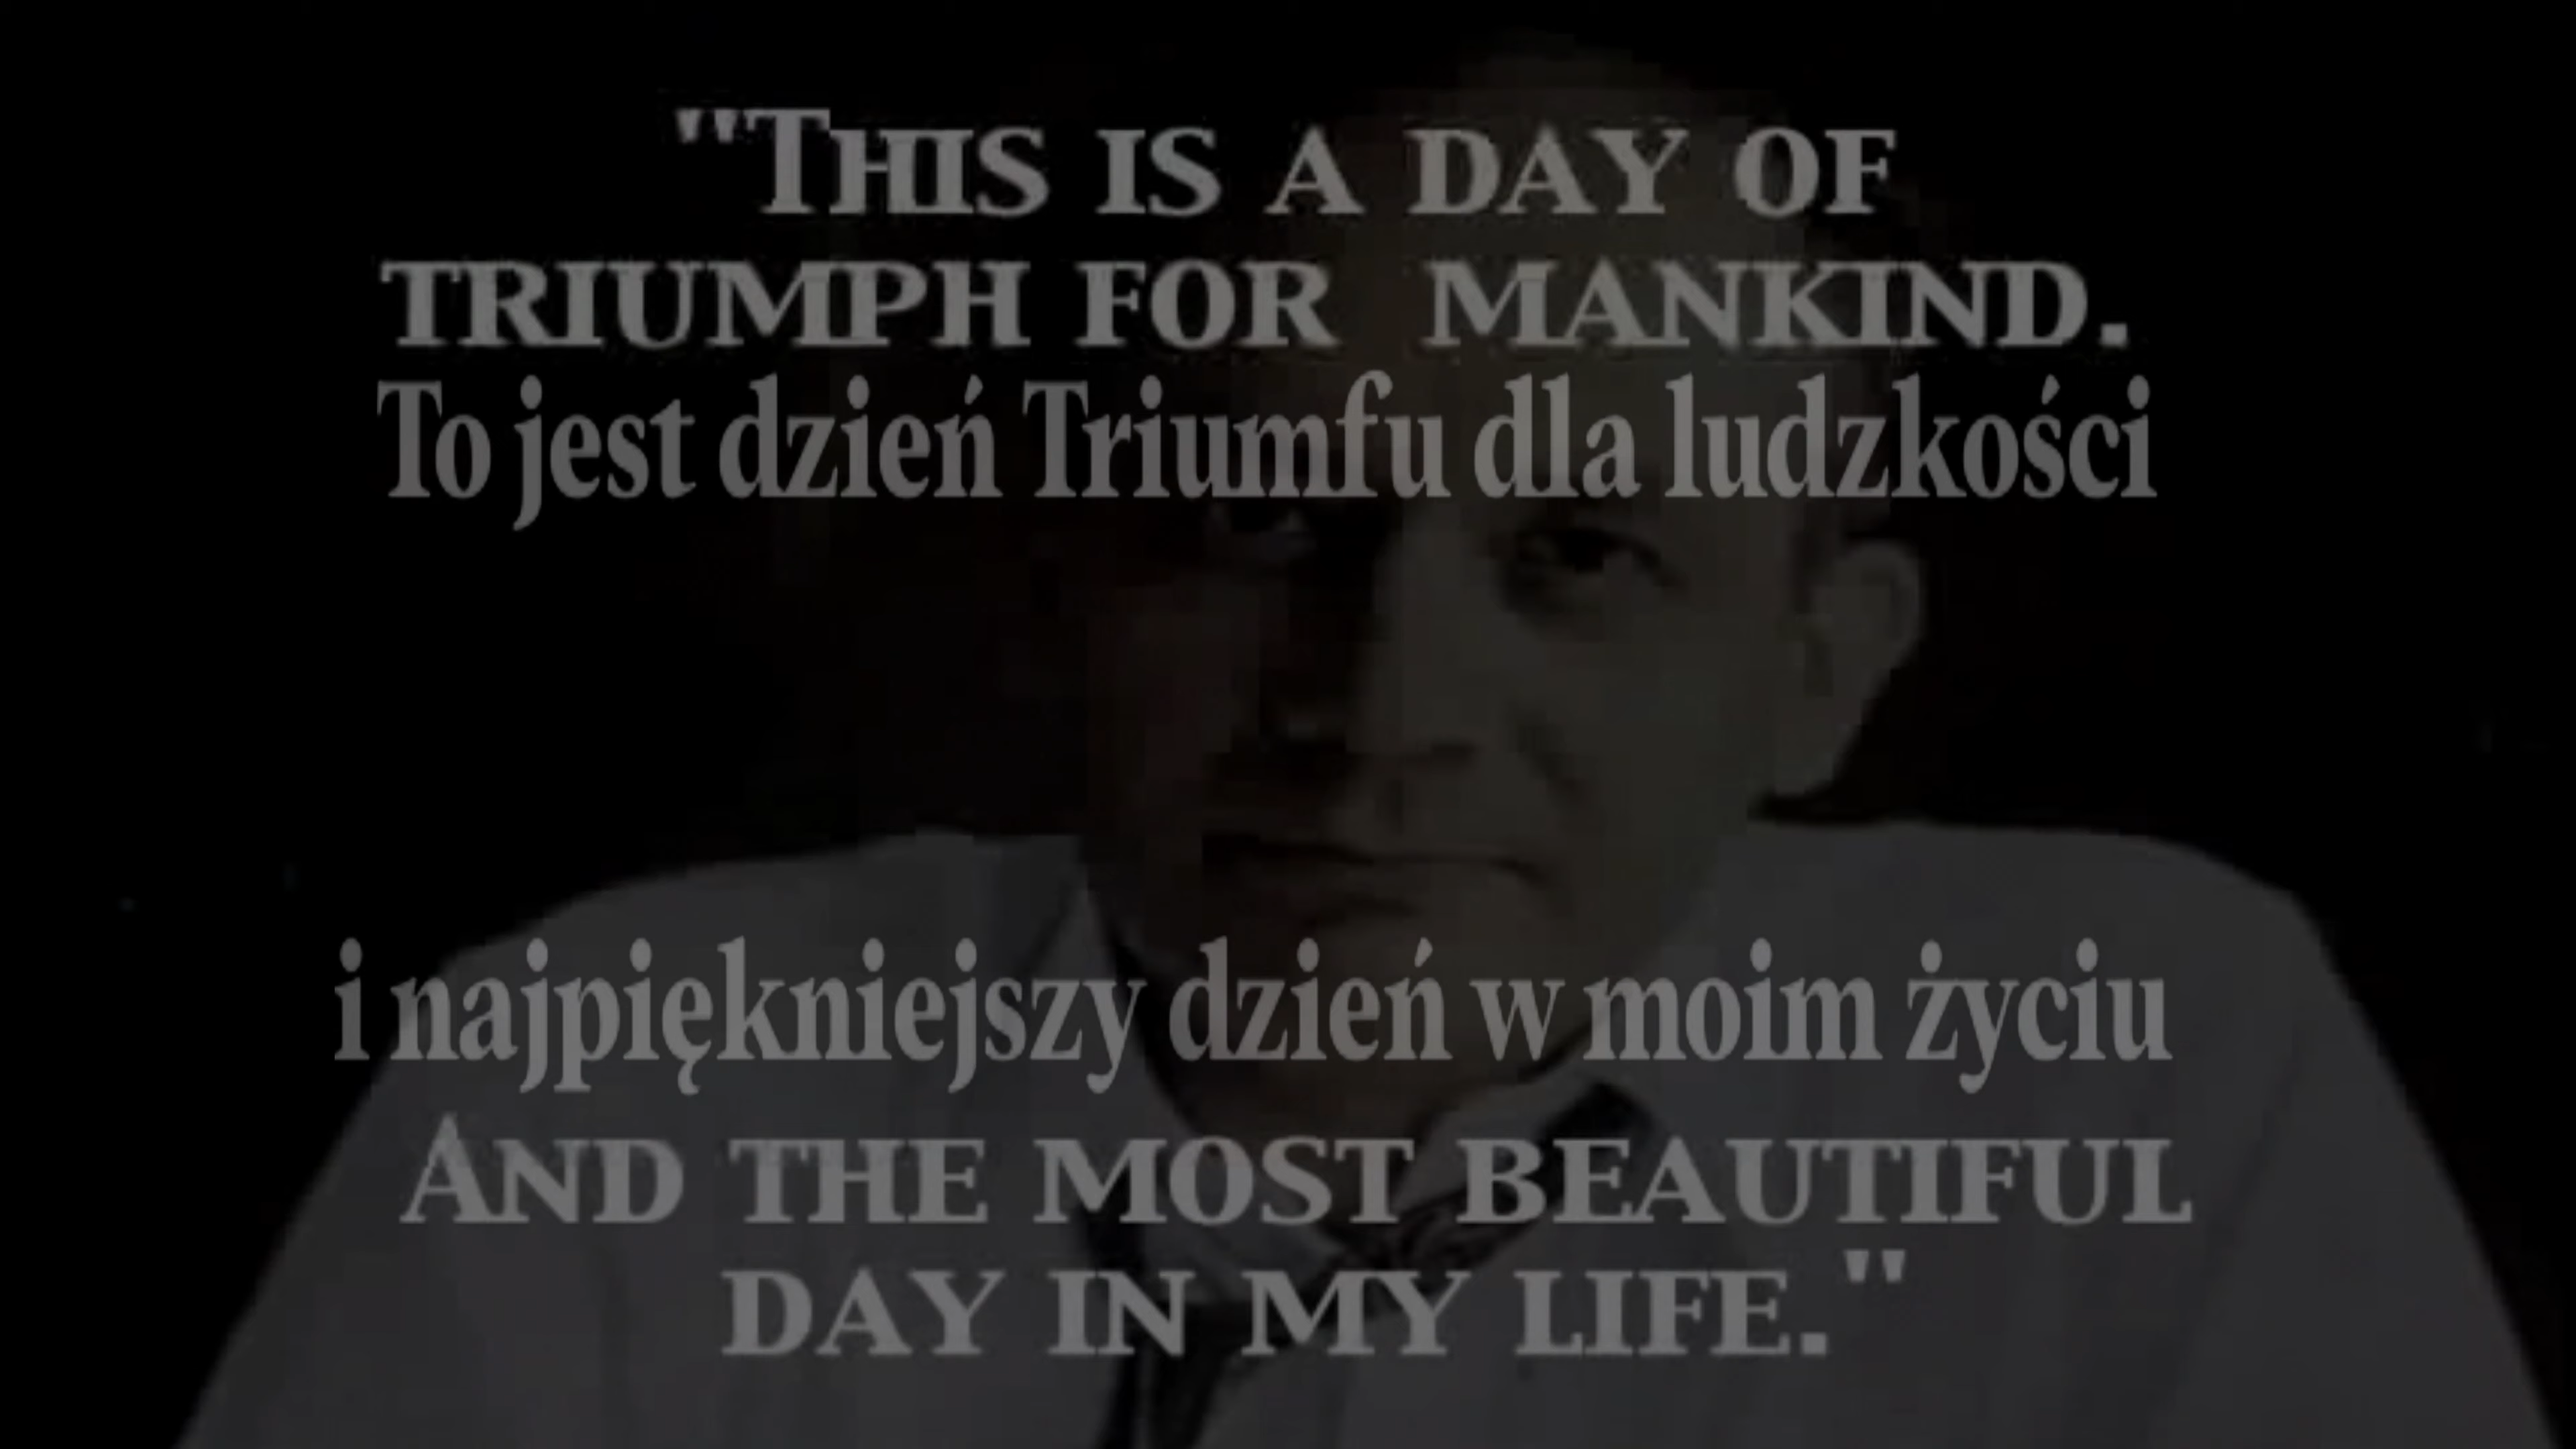 "This is a day of
triumph for mankind.
To jest dzień Triumfu dla ludzkości
i najpiękniejszy dzień w moim życiu
And the most beautiful
day in my life."